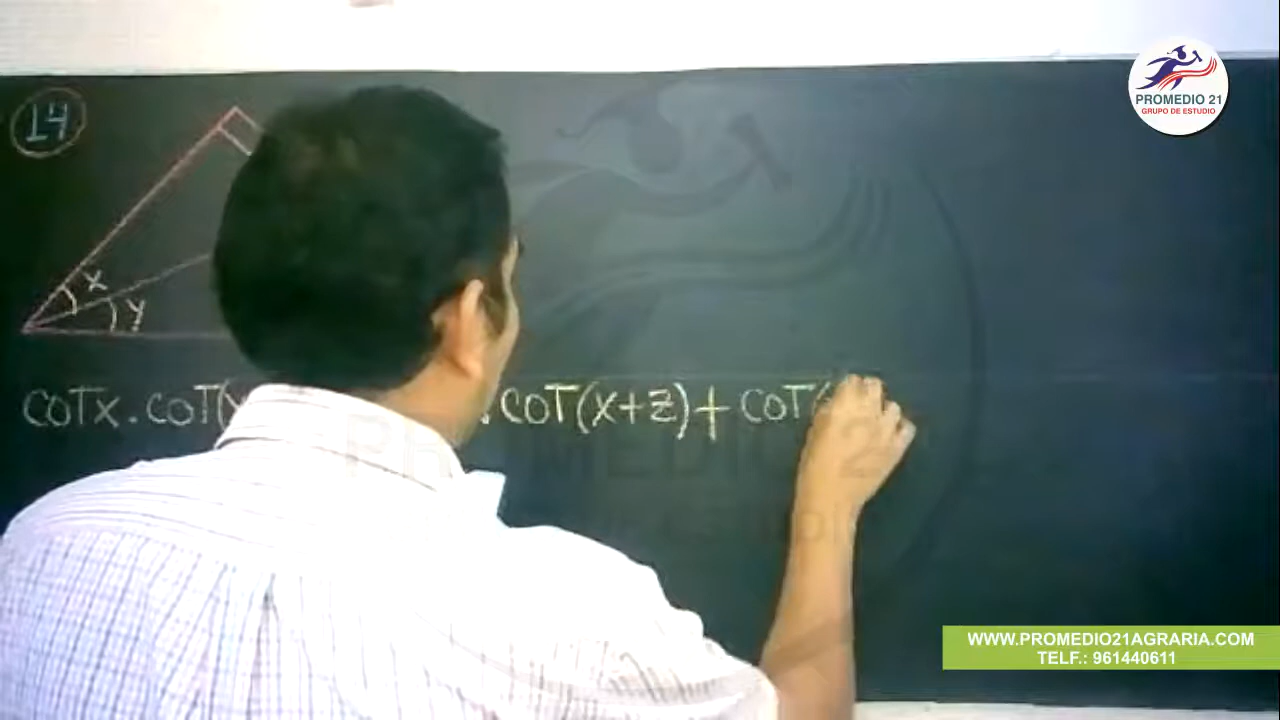 14
PROMEDIO 21
GRUPO DE ESTUDIO
x
y
COTx . COT(
. COT(x+z) + COT(
WWW.PROMEDIO21AGRARIA.COM
TELF.: 961440611